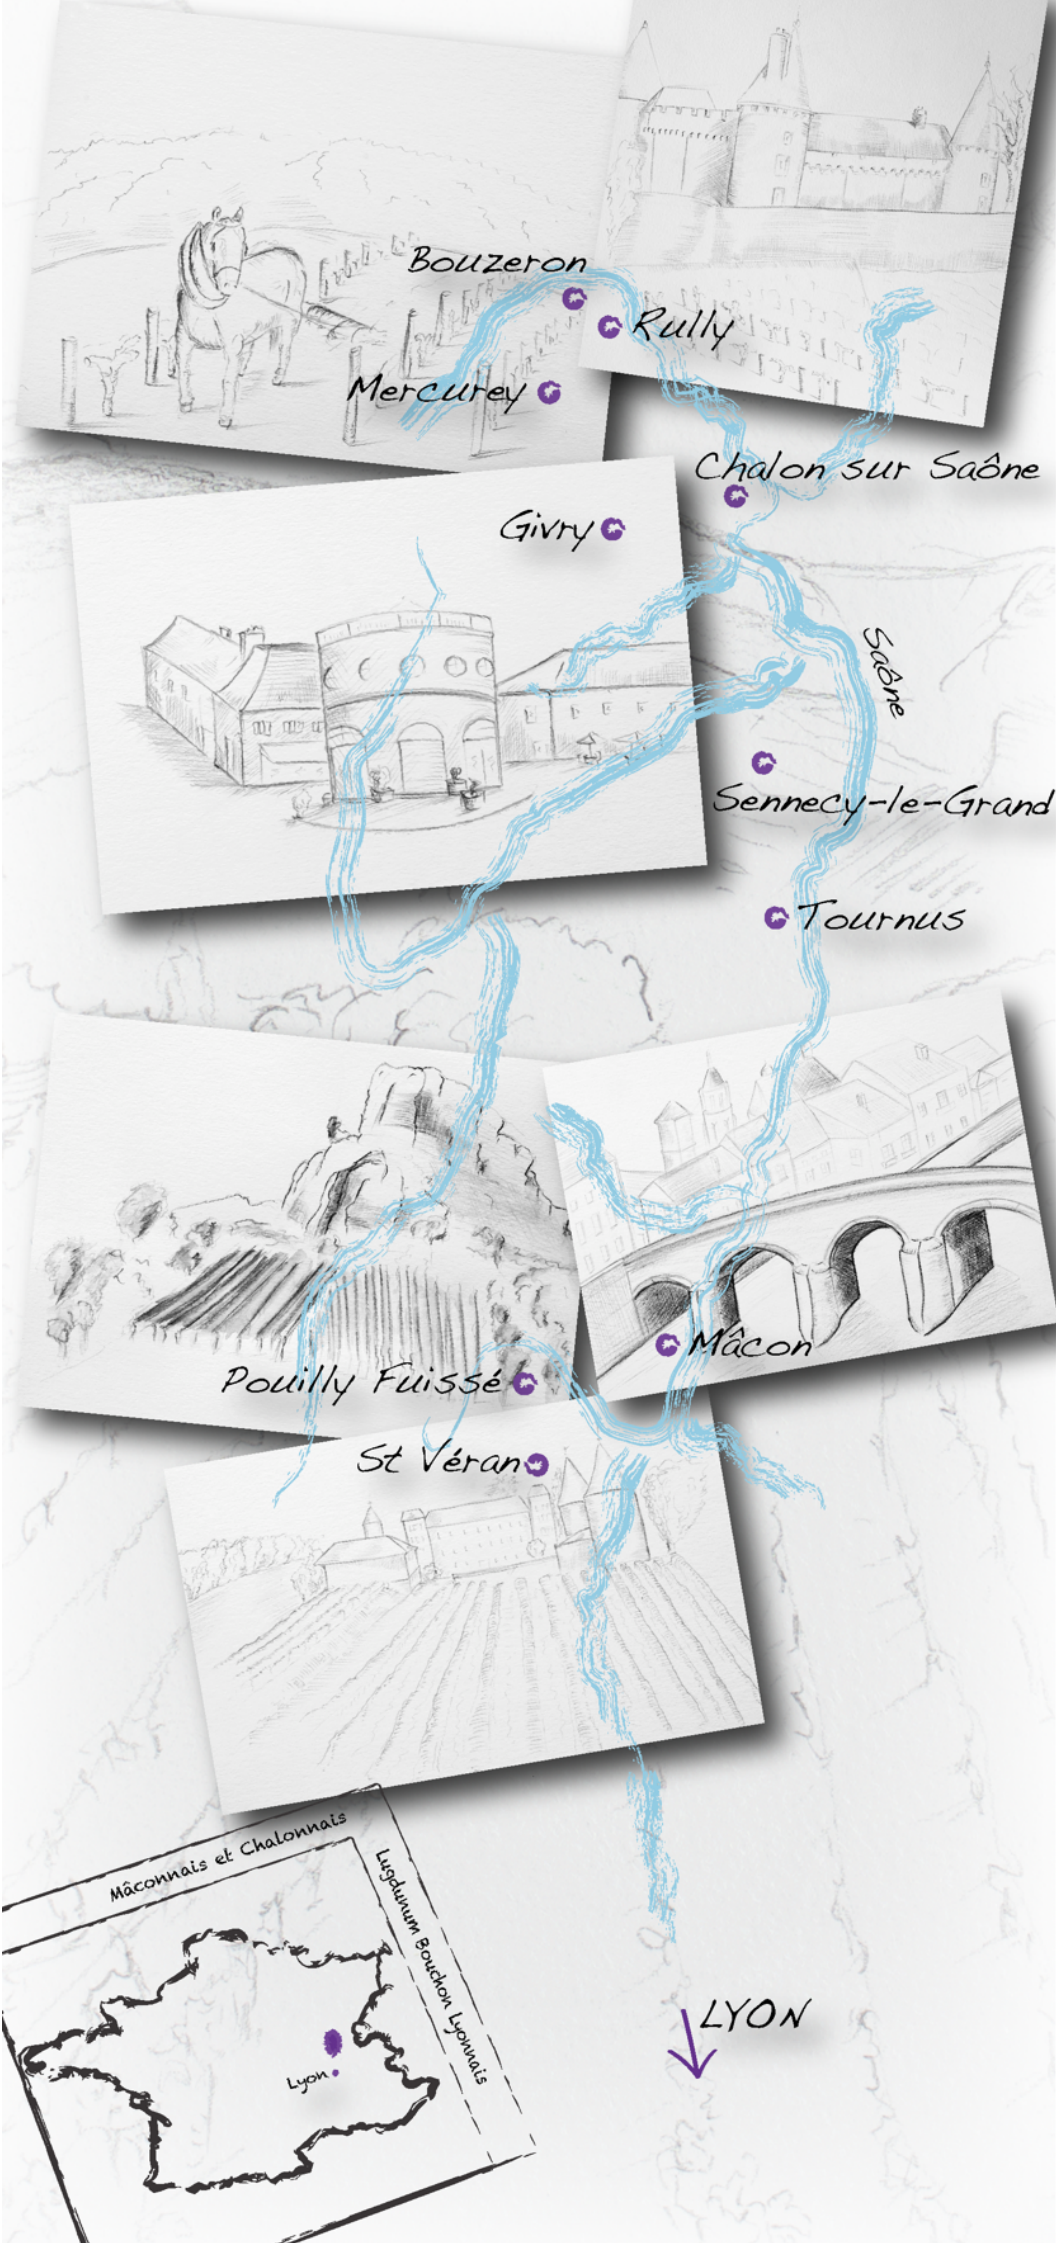 Bouzeron
Rully
Mercurey
Chalon sur Saône
Givry
Saône
Sennecy-le-Grand
Tournus
Mâcon
Pouilly Fuissé
St Véran
Mâconnais et Chalonnais
Lugdunum Bouchon Lyonnais
LYON
Lyon